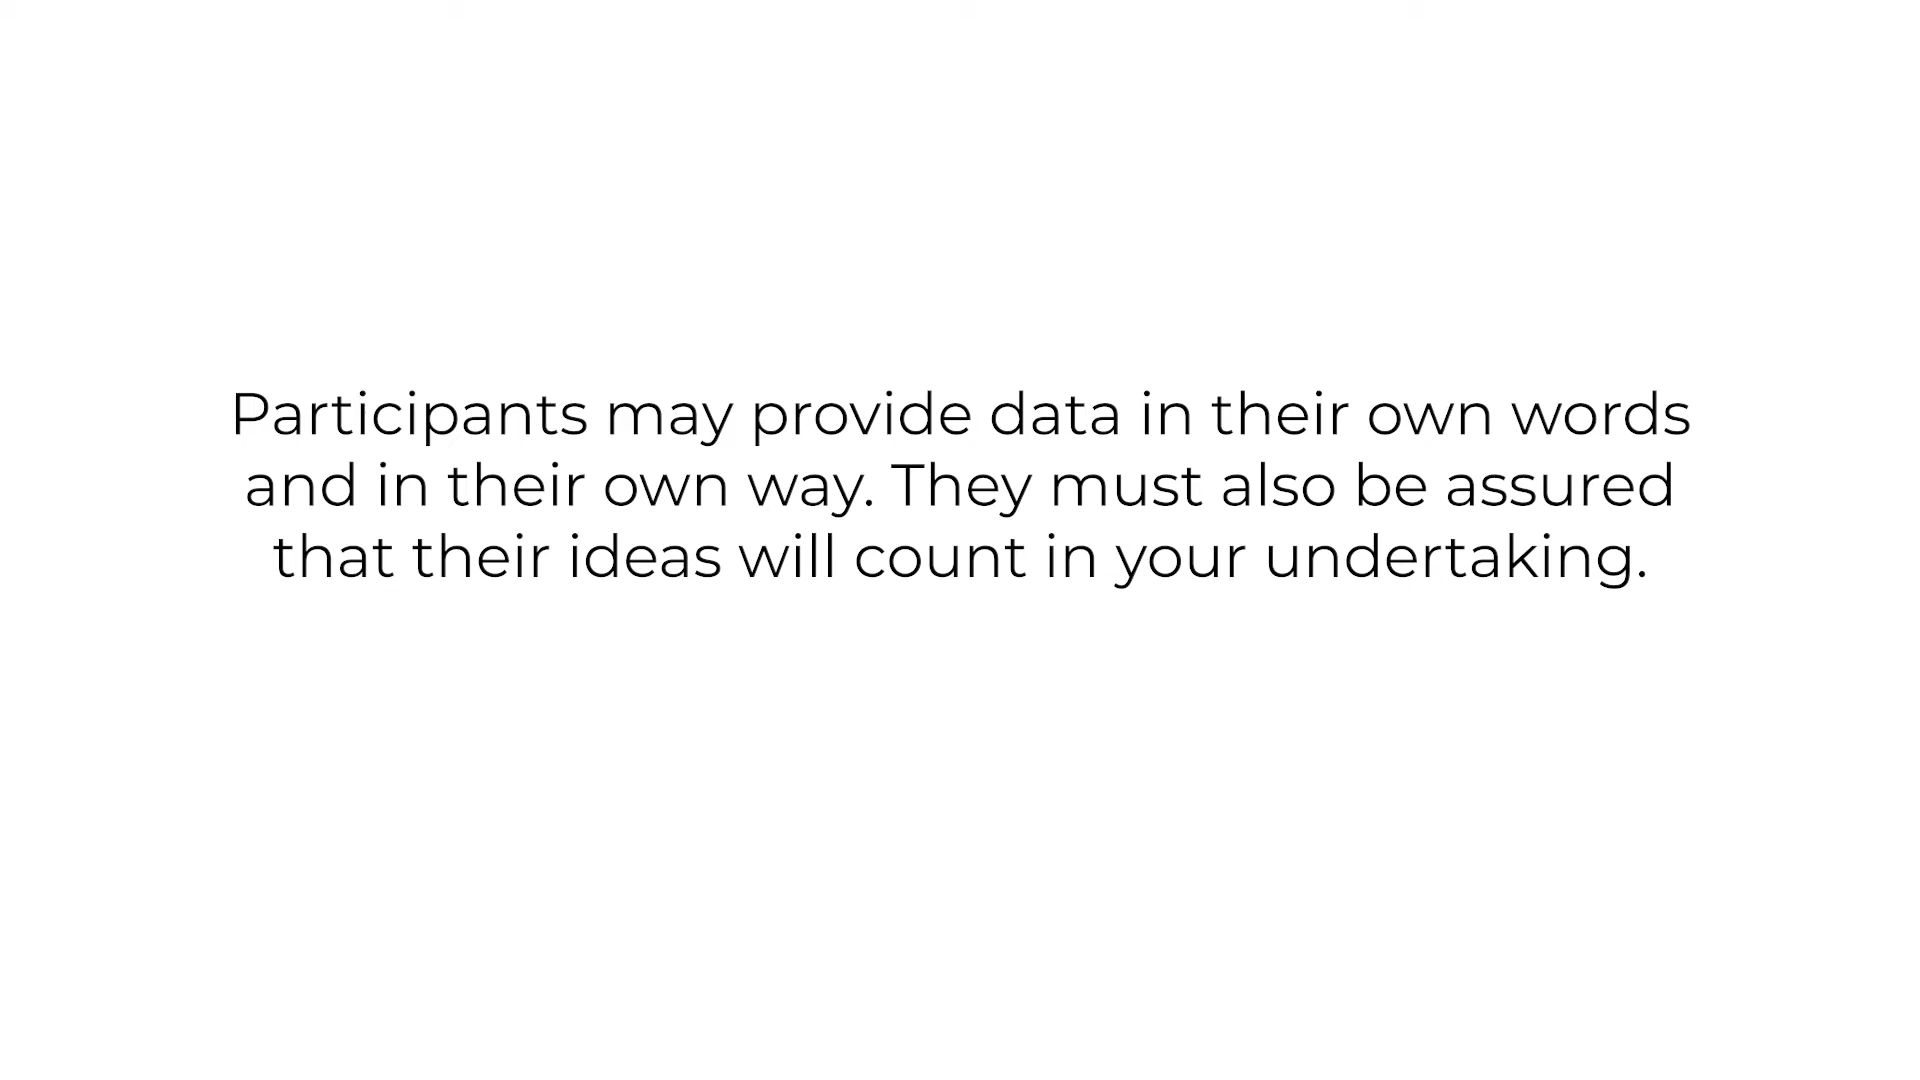 Participants may provide data in their own words
and in their own way. They must also be assured
that their ideas will count in your undertaking.